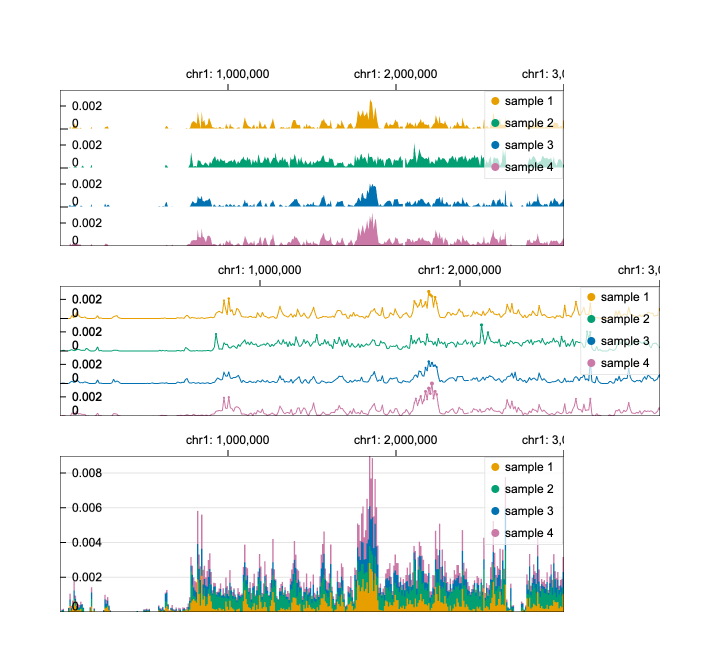 chr1: 1,000,000 chr1: 2,000,000 chr1: 3,0
0.002 sample 1
0
0.002 sample 2
0
0.002 sample 3
0
0.002 sample 4
0
chr1: 1,000,000 chr1: 2,000,000 chr1: 3,0
0.002 sample 1
0
0.002 sample 2
0
0.002 sample 3
0
0.002 sample 4
0
chr1: 1,000,000 chr1: 2,000,000 chr1: 3,0
0.008 sample 1
sample 2
0.006 sample 3
sample 4
0.004
0.002
0